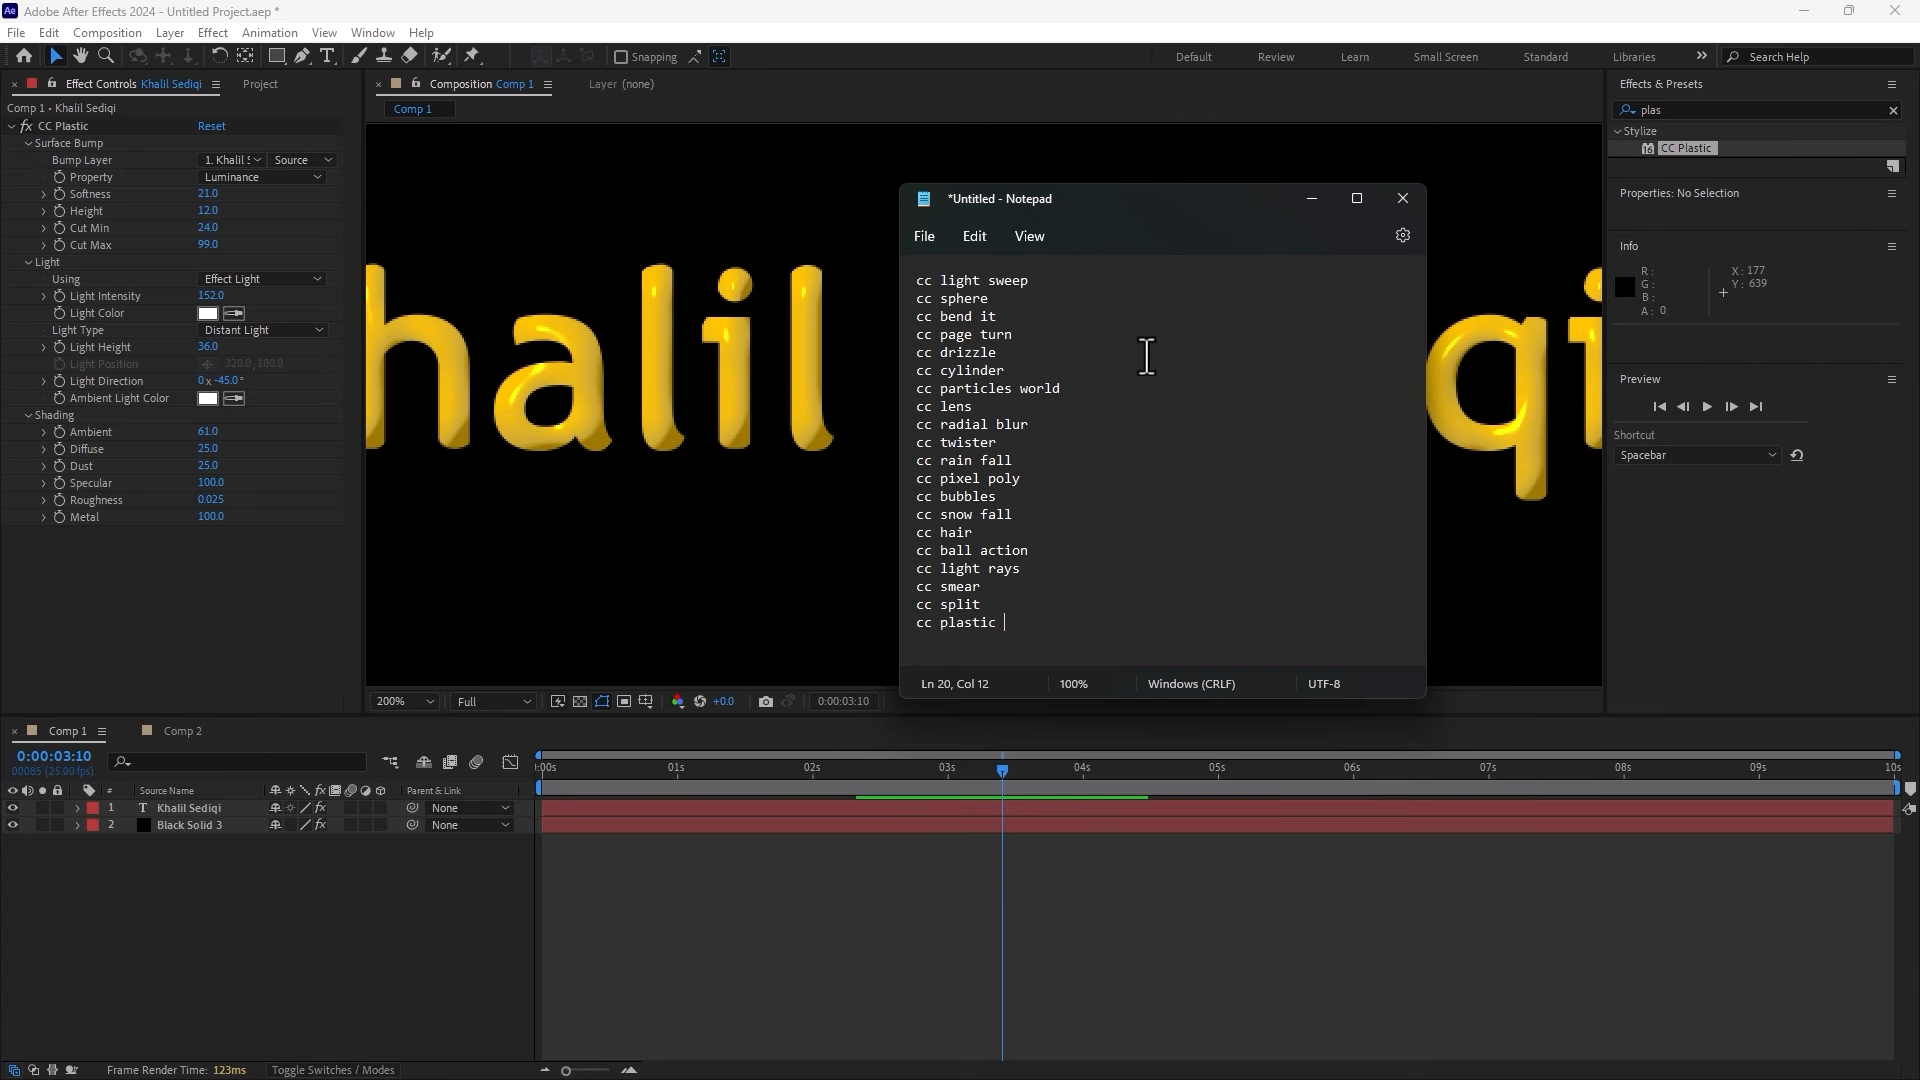 Adobe After Effects 2024 - Untitled Project.aep *
File Edit Composition Layer Effect Animation View Window Help
Snapping Default Review Learn Small Screen Standard Libraries Search Help
Effect Controls Khalil Sediqi Project
Comp 1 • Khalil Sediqi
fx CC Plastic Reset
Surface Bump
Bump Layer 1. Khalil S Source
Property Luminance
Softness 21.0
Height 12.0
Cut Min 24.0
Cut Max 99.0
Light
Using Effect Light
Light Intensity 152.0
Light Color
Light Type Distant Light
Light Height 36.0
Light Position 320.0, 180.0
Light Direction 0 x -45.0°
Ambient Light Color
Shading
Ambient 61.0
Diffuse 25.0
Dust 25.0
Specular 100.0
Roughness 0.025
Metal 100.0
Composition Comp 1 Layer (none)
Comp 1
halil qi
200% Full +0.0 0:00:03:10
*Untitled - Notepad
File Edit View
cc light sweep
cc sphere
cc bend it
cc page turn
cc drizzle
cc cylinder
cc particles world
cc lens
cc radial blur
cc twister
cc rain fall
cc pixel poly
cc bubbles
cc snow fall
cc hair
cc ball action
cc light rays
cc smear
cc split
cc plastic
Ln 20, Col 12 100% Windows (CRLF) UTF-8
Effects & Presets
plas
Stylize
16 CC Plastic
Properties: No Selection
Info
R: X: 177
G: Y: 639
B:
A: 0
Preview
Shortcut
Spacebar
Comp 1 Comp 2
0:00:03:10
00085 (25.00 fps)
:00s 01s 02s 03s 04s 05s 06s 07s 08s 09s 10s
# Source Name fx Parent & Link
1 T Khalil Sediqi fx None
2 Black Solid 3 fx None
Frame Render Time: 123ms Toggle Switches / Modes